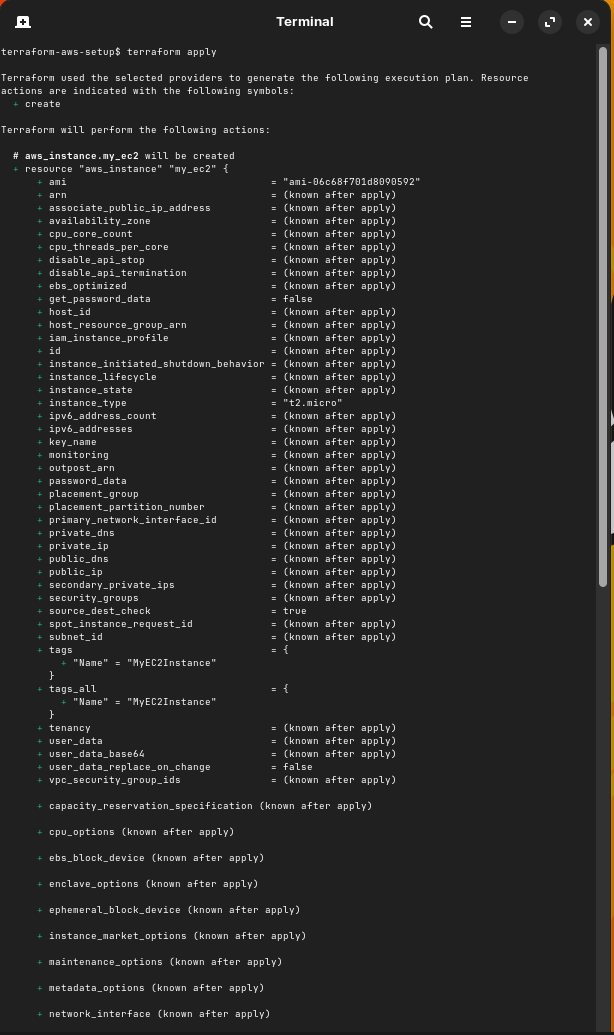 Terminal
terraform-aws-setup$ terraform apply
Terraform used the selected providers to generate the following execution plan. Resource
actions are indicated with the following symbols:
  + create
Terraform will perform the following actions:
  # aws_instance.my_ec2 will be created
  + resource "aws_instance" "my_ec2" {
      + ami                                  = "ami-06c68f701d8090592"
      + arn                                  = (known after apply)
      + associate_public_ip_address          = (known after apply)
      + availability_zone                    = (known after apply)
      + cpu_core_count                       = (known after apply)
      + cpu_threads_per_core                 = (known after apply)
      + disable_api_stop                     = (known after apply)
      + disable_api_termination              = (known after apply)
      + ebs_optimized                        = (known after apply)
      + get_password_data                    = false
      + host_id                              = (known after apply)
      + host_resource_group_arn              = (known after apply)
      + iam_instance_profile                 = (known after apply)
      + id                                   = (known after apply)
      + instance_initiated_shutdown_behavior = (known after apply)
      + instance_lifecycle                   = (known after apply)
      + instance_state                       = (known after apply)
      + instance_type                        = "t2.micro"
      + ipv6_address_count                   = (known after apply)
      + ipv6_addresses                       = (known after apply)
      + key_name                             = (known after apply)
      + monitoring                           = (known after apply)
      + outpost_arn                          = (known after apply)
      + password_data                        = (known after apply)
      + placement_group                      = (known after apply)
      + placement_partition_number           = (known after apply)
      + primary_network_interface_id         = (known after apply)
      + private_dns                          = (known after apply)
      + private_ip                           = (known after apply)
      + public_dns                           = (known after apply)
      + public_ip                            = (known after apply)
      + secondary_private_ips                = (known after apply)
      + security_groups                      = (known after apply)
      + source_dest_check                    = true
      + spot_instance_request_id             = (known after apply)
      + subnet_id                            = (known after apply)
      + tags                                 = {
          + "Name" = "MyEC2Instance"
        }
      + tags_all                             = {
          + "Name" = "MyEC2Instance"
        }
      + tenancy                              = (known after apply)
      + user_data                            = (known after apply)
      + user_data_base64                     = (known after apply)
      + user_data_replace_on_change          = false
      + vpc_security_group_ids               = (known after apply)
      + capacity_reservation_specification (known after apply)
      + cpu_options (known after apply)
      + ebs_block_device (known after apply)
      + enclave_options (known after apply)
      + ephemeral_block_device (known after apply)
      + instance_market_options (known after apply)
      + maintenance_options (known after apply)
      + metadata_options (known after apply)
      + network_interface (known after apply)